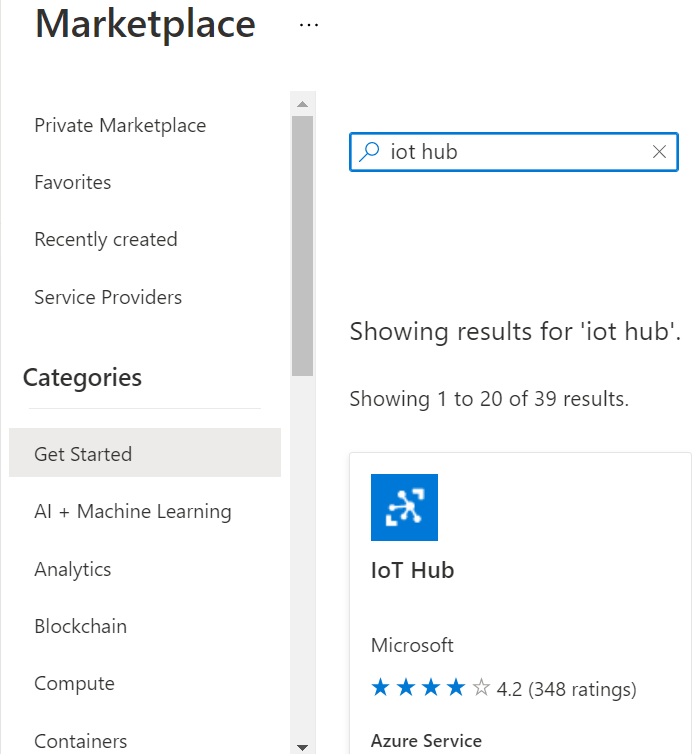 Marketplace ...
Private Marketplace
Favorites
Recently created
Service Providers
Categories
Get Started
AI + Machine Learning
Analytics
Blockchain
Compute
Containers
iot hub
Showing results for 'iot hub'.
Showing 1 to 20 of 39 results.
IoT Hub
Microsoft
4.2 (348 ratings)
Azure Service